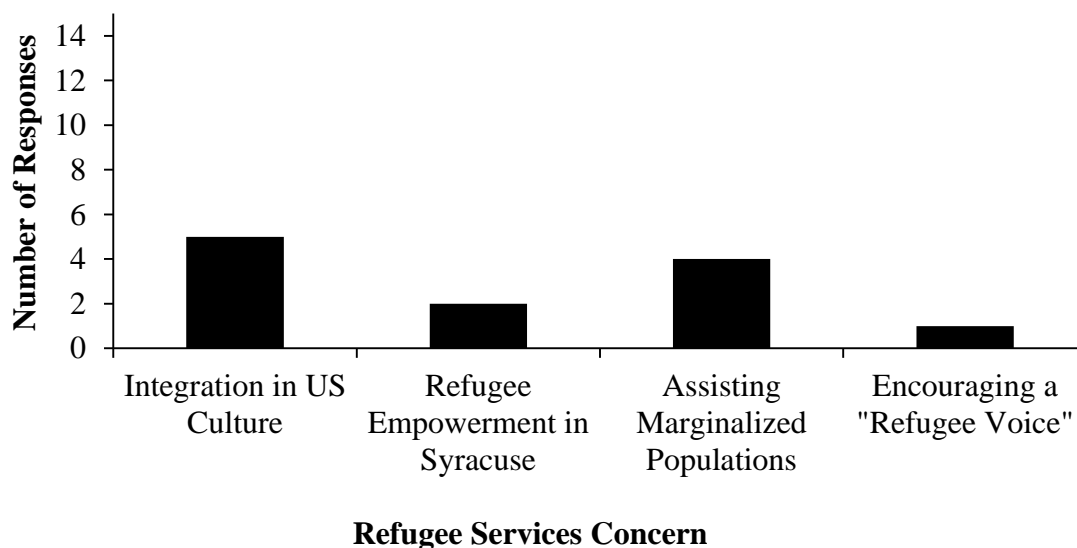 Number of Responses
14
12
10
8
6
4
2
0
Integration in US
Culture
Refugee
Empowerment in
Syracuse
Assisting
Marginalized
Populations
Encouraging a
"Refugee Voice"
Refugee Services Concern